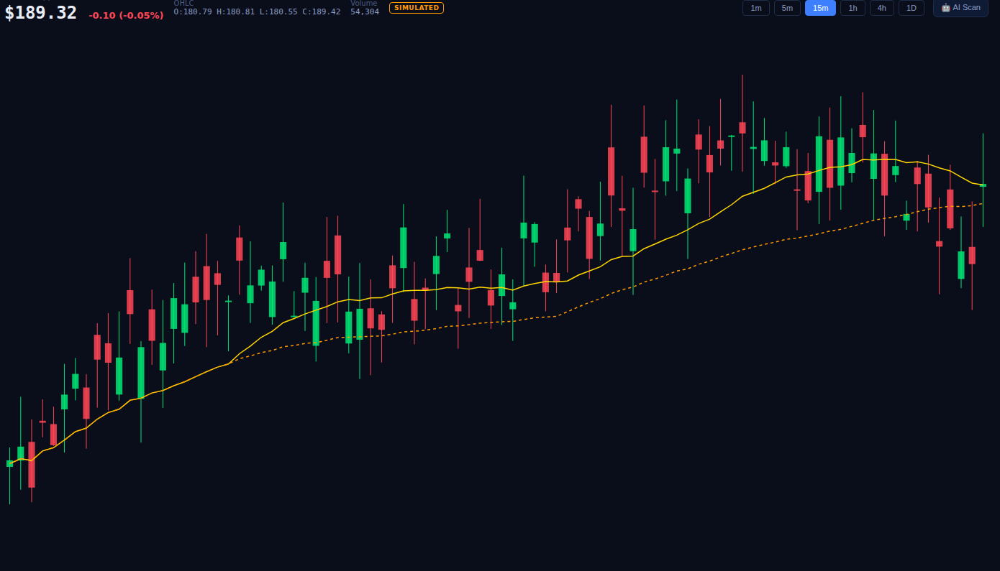 OHLC
Volume
$189.32 -0.10 (-0.05%) O:180.79 H:180.81 L:180.55 C:189.42 54,304 SIMULATED
1m 5m 15m 1h 4h 1D 🤖 AI Scan